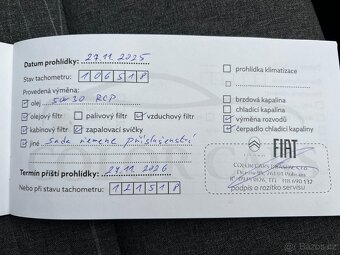 Datum prohlídky: 27.11.2025
Stav tachometru: 106518
Provedená výměna:
olej 5W30 RCP
olejový filtr palivový filtr vzduchový filtr
kabinový filtr zapalovací svíčky
jiné Sada řemene příslušenství
Termín příští prohlídky: 27.11.2026
Nebo při stavu tachometru: 121518
prohlídka klimatizace
brzdová kapalina
chladící kapalina
výměna rozvodů
čerpadlo chladící kapaliny
FIAT
podpis a razítko servisu